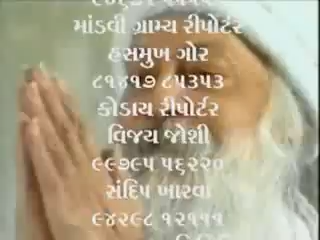 માંડવી ગ્રામ્ય રીપોર્ટર
હસમુખ ગોર
૮૧૪૧૭ ૮૫૩૫૩
કોડાય રીપોર્ટર
વિજય જોશી
૯૯૭૯૫ ૫૬૨૨૦
સંદિપ ખારવા
૯૪૨૯૮ ૧૨૧૧૧